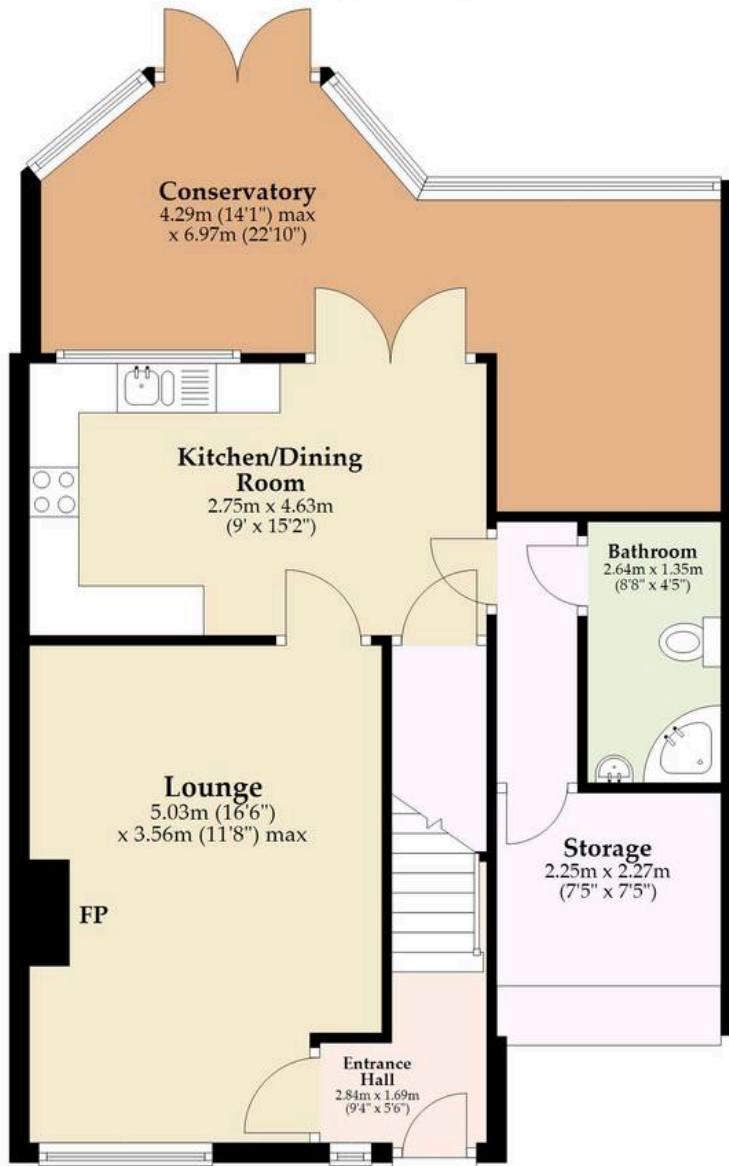 Conservatory
4.29m (14'1") max
x 6.97m (22'10")
Kitchen/Dining
Room
2.75m x 4.63m
(9' x 15'2")
Bathroom
2.64m x 1.35m
(8'8" x 4'5")
Lounge
5.03m (16'6")
x 3.56m (11'8") max
FP
Storage
2.25m x 2.27m
(7'5" x 7'5")
Entrance
Hall
2.84m x 1.69m
(9'4" x 5'6")